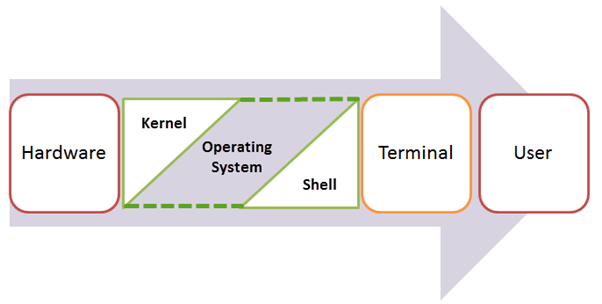 Hardware
Kernel
Operating
System
Shell
Terminal
User